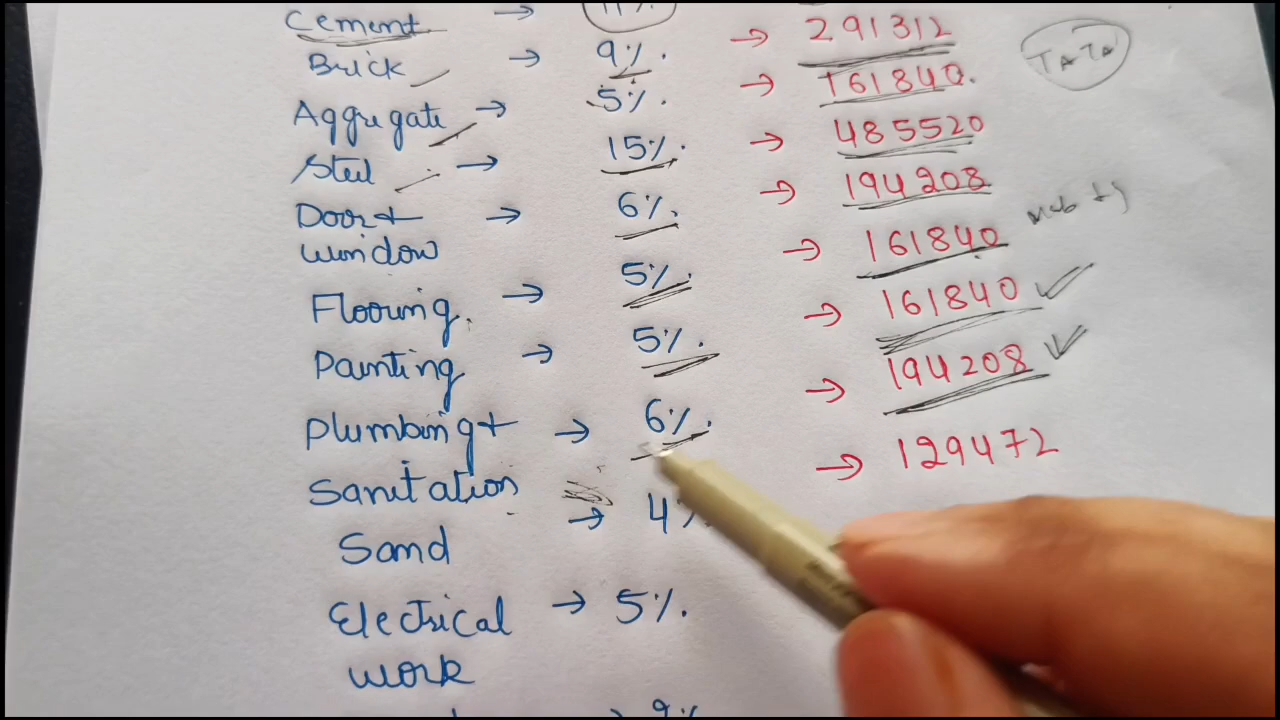 Cement →
Brick → 9%. → 291312
Aggregate → 5%. → 161840.
Steel → 15%. → 485520
Door + → 6%. → 194208
window
Flooring. → 5%. → 161840
Painting → 5%. → 161840
Plumbing + → 6%. → 194208
Sanitation
Sand → 4%. → 129472
Electrical → 5%.
work
TATA